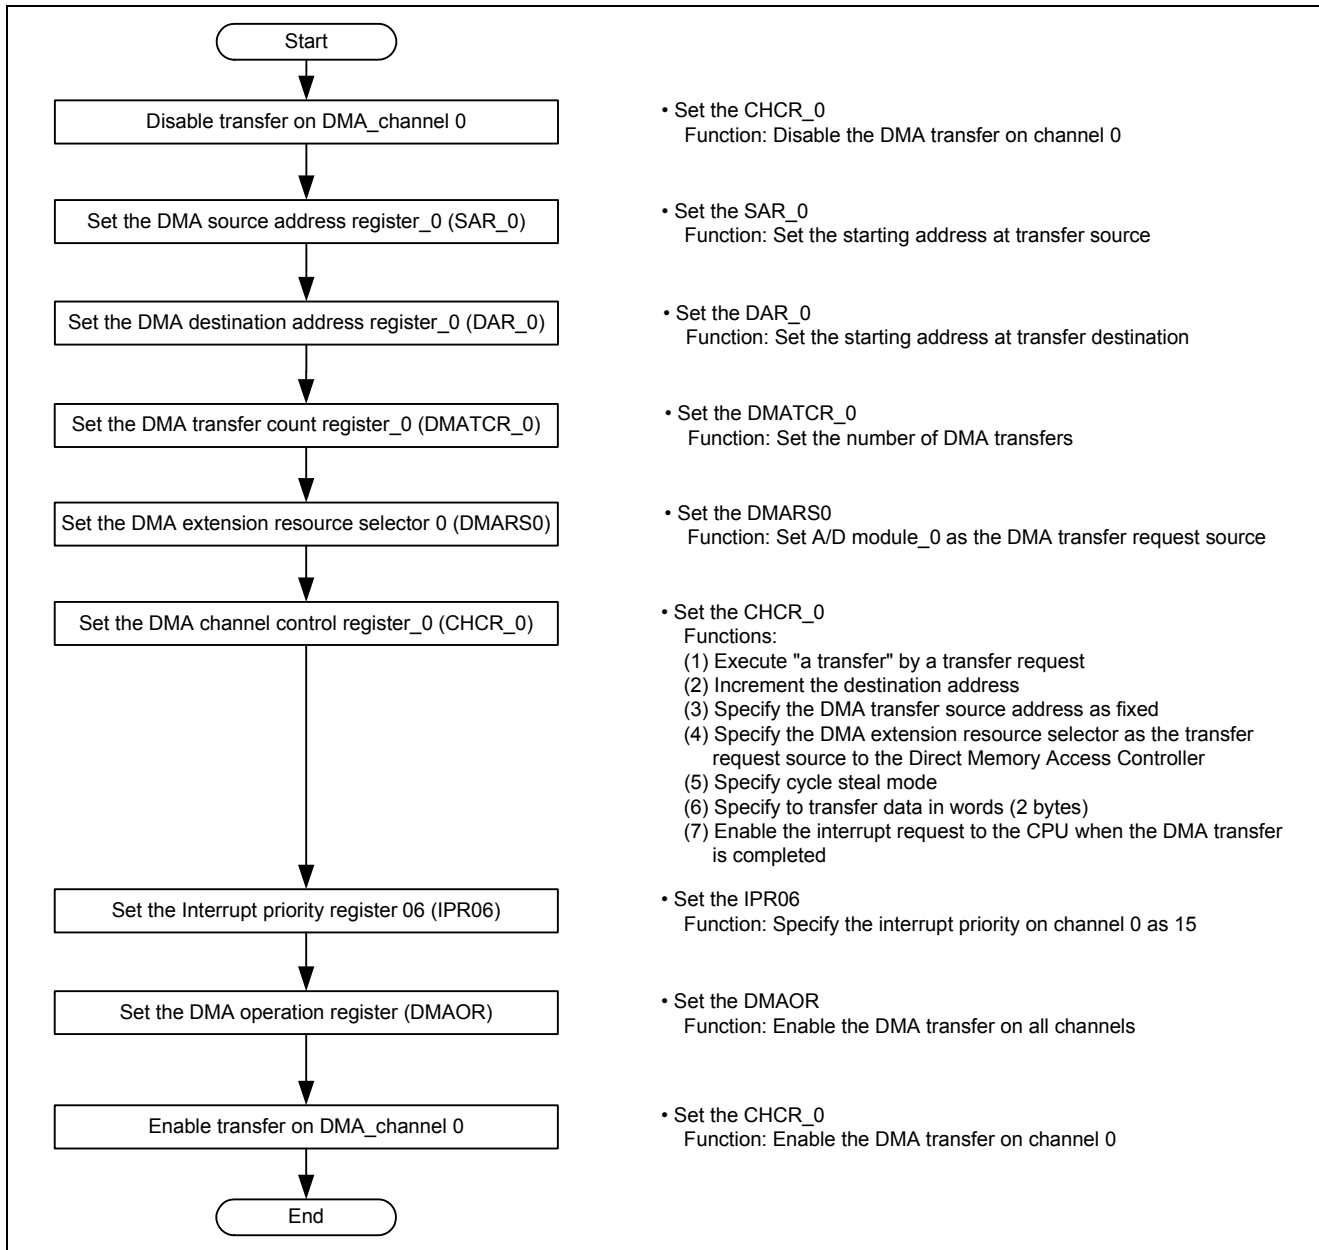 Start
Disable transfer on DMA_channel 0
• Set the CHCR_0
Function: Disable the DMA transfer on channel 0
Set the DMA source address register_0 (SAR_0)
• Set the SAR_0
Function: Set the starting address at transfer source
Set the DMA destination address register_0 (DAR_0)
• Set the DAR_0
Function: Set the starting address at transfer destination
Set the DMA transfer count register_0 (DMATCR_0)
• Set the DMATCR_0
Function: Set the number of DMA transfers
Set the DMA extension resource selector 0 (DMARS0)
• Set the DMARS0
Function: Set A/D module_0 as the DMA transfer request source
Set the DMA channel control register_0 (CHCR_0)
• Set the CHCR_0
Functions:
(1) Execute "a transfer" by a transfer request
(2) Increment the destination address
(3) Specify the DMA transfer source address as fixed
(4) Specify the DMA extension resource selector as the transfer
request source to the Direct Memory Access Controller
(5) Specify cycle steal mode
(6) Specify to transfer data in words (2 bytes)
(7) Enable the interrupt request to the CPU when the DMA transfer
is completed
Set the Interrupt priority register 06 (IPR06)
• Set the IPR06
Function: Specify the interrupt priority on channel 0 as 15
Set the DMA operation register (DMAOR)
• Set the DMAOR
Function: Enable the DMA transfer on all channels
Enable transfer on DMA_channel 0
• Set the CHCR_0
Function: Enable the DMA transfer on channel 0
End